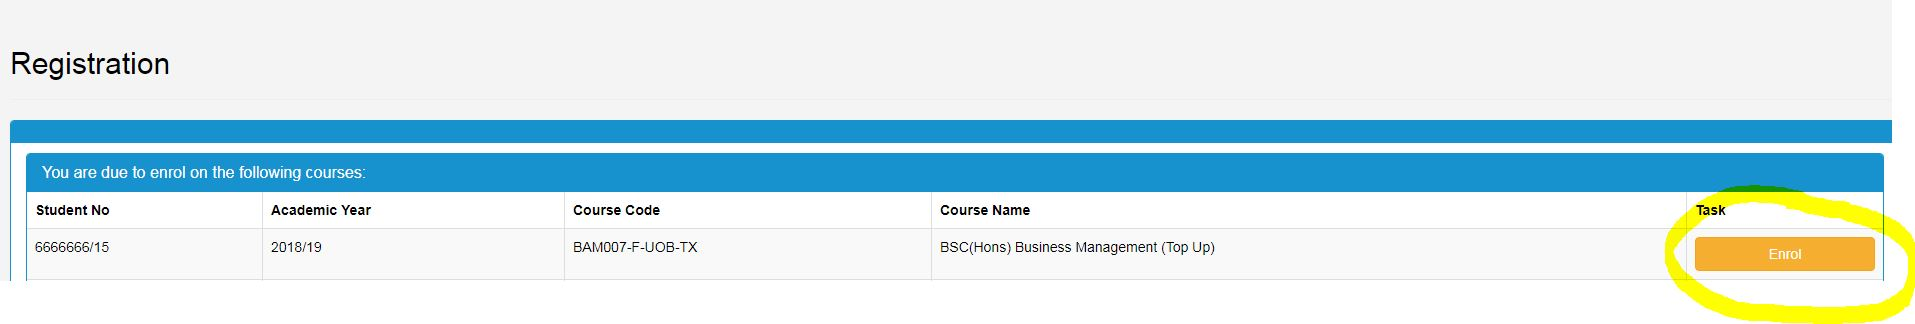 Registration
You are due to enrol on the following courses:
Student No Academic Year Course Code Course Name Task
6666666/15 2018/19 BAM007-F-UOB-TX BSC(Hons) Business Management (Top Up) Enrol